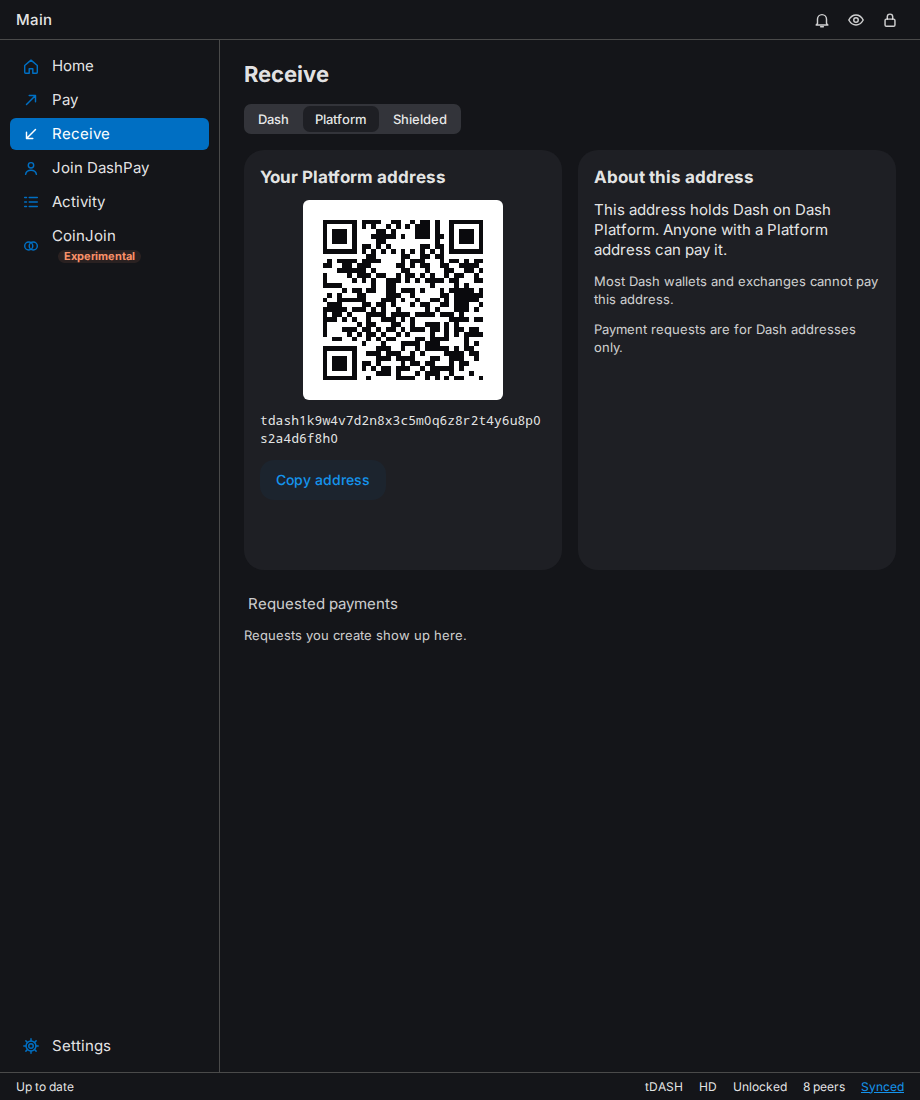 Main
Home
Pay
Receive
Join DashPay
Activity
CoinJoin
Experimental
Settings
Receive
Dash Platform Shielded
Your Platform address
tdash1k9w4v7d2n8x3c5m0q6z8r2t4y6u8p0
s2a4d6f8h0
Copy address
About this address
This address holds Dash on Dash
Platform. Anyone with a Platform
address can pay it.
Most Dash wallets and exchanges cannot pay
this address.
Payment requests are for Dash addresses
only.
Requested payments
Requests you create show up here.
Up to date
tDASH HD Unlocked 8 peers Synced